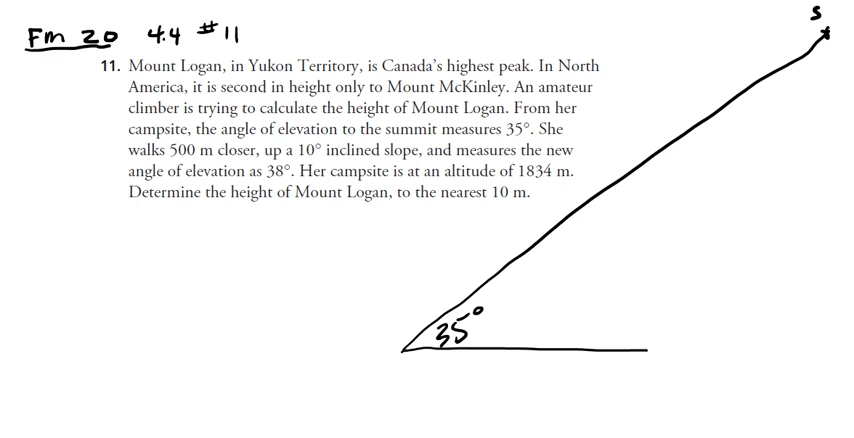 Fm 20 4.4 #11
11. Mount Logan, in Yukon Territory, is Canada's highest peak. In North
America, it is second in height only to Mount McKinley. An amateur
climber is trying to calculate the height of Mount Logan. From her
campsite, the angle of elevation to the summit measures 35°. She
walks 500 m closer, up a 10° inclined slope, and measures the new
angle of elevation as 38°. Her campsite is at an altitude of 1834 m.
Determine the height of Mount Logan, to the nearest 10 m.
S
35°